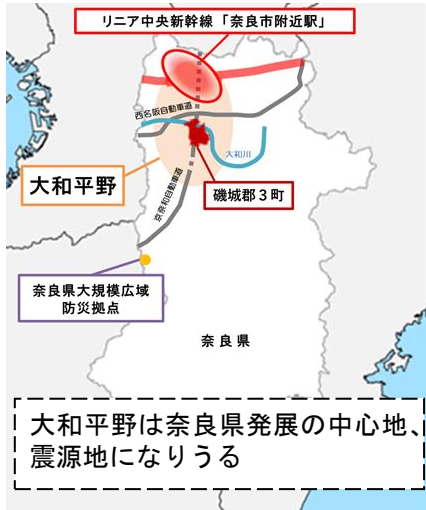 リニア中央新幹線「奈良市附近駅」
西名阪自動車道
大和川
大和平野
磯城郡３町
京奈和自動車道
奈良県大規模広域
防災拠点
奈良県
大和平野は奈良県発展の中心地、
震源地になりうる